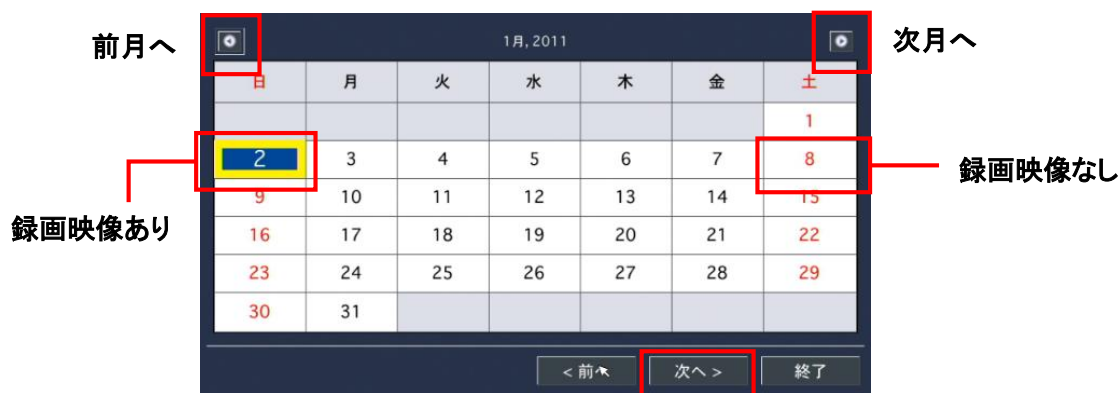 前月へ
1月, 2011
次月へ
日 月 火 水 木 金 土
1
2 3 4 5 6 7 8
録画映像なし
9 10 11 12 13 14 15
録画映像あり
16 17 18 19 20 21 22
23 24 25 26 27 28 29
30 31
< 前へ 次へ > 終了